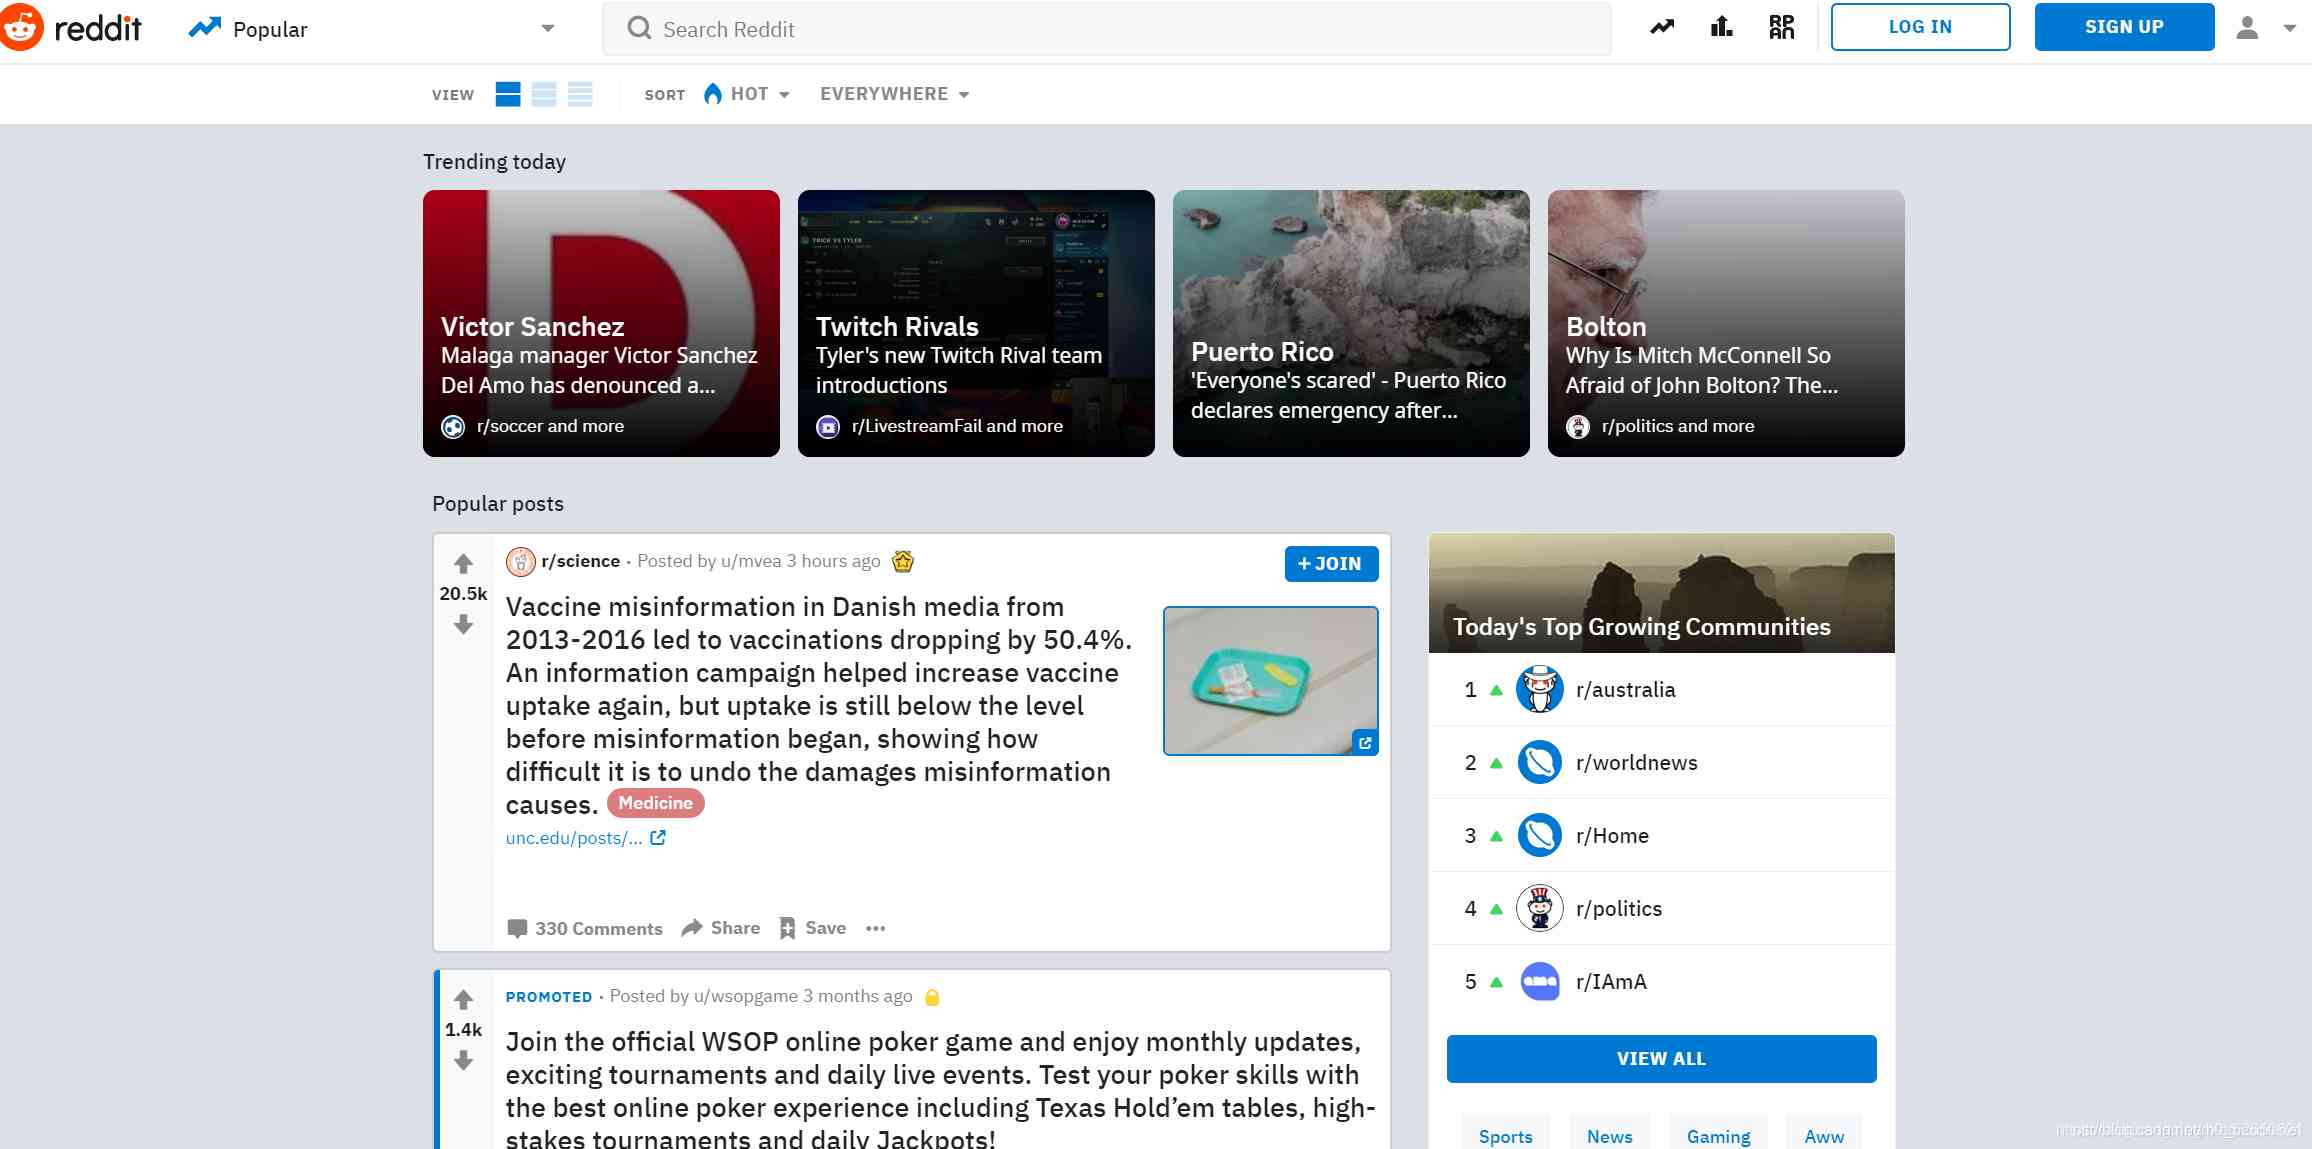 reddit
Popular
Search Reddit
RPAN
LOG IN
SIGN UP
VIEW
SORT
HOT
EVERYWHERE
Trending today
Victor Sanchez
Malaga manager Victor Sanchez
Del Amo has denounced a...
r/soccer and more
TRICK VS TYLER
Twitch Rivals
Tyler's new Twitch Rival team
introductions
r/LivestreamFail and more
Puerto Rico
'Everyone's scared' - Puerto Rico
declares emergency after...
Bolton
Why Is Mitch McConnell So
Afraid of John Bolton? The...
r/politics and more
Popular posts
20.5k
r/science · Posted by u/mvea 3 hours ago
+ JOIN
Vaccine misinformation in Danish media from
2013-2016 led to vaccinations dropping by 50.4%.
An information campaign helped increase vaccine
uptake again, but uptake is still below the level
before misinformation began, showing how
difficult it is to undo the damages misinformation
causes. Medicine
unc.edu/posts/...
330 Comments
Share
Save
...
1.4k
PROMOTED · Posted by u/wsopgame 3 months ago
Join the official WSOP online poker game and enjoy monthly updates,
exciting tournaments and daily live events. Test your poker skills with
the best online poker experience including Texas Hold’em tables, high-
stakes tournaments and daily Jackpots!
Today's Top Growing Communities
1 r/australia
2 r/worldnews
3 r/Home
4 r/politics
5 ama r/IAmA
VIEW ALL
Sports
News
Gaming
Aww